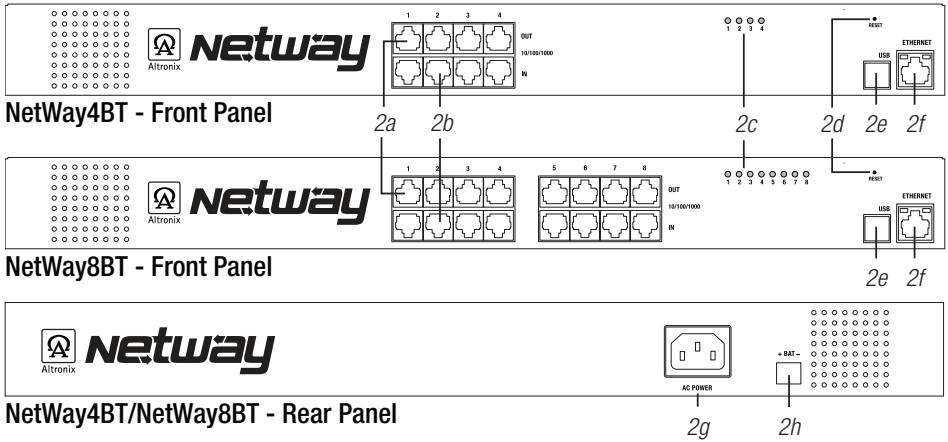 1 2 3 4
OUT
10/100/1000
IN
Altronix
Netway
1 2 3 4
RESET
USB
ETHERNET
NetWay4BT - Front Panel
2a 2b 2c 2d 2e 2f
1 2 3 4 5 6 7 8
OUT
10/100/1000
IN
Altronix
Netway
1 2 3 4 5 6 7 8
RESET
USB
ETHERNET
NetWay8BT - Front Panel
2e 2f
Altronix
Netway
AC POWER
+ BAT –
NetWay4BT/NetWay8BT - Rear Panel
2g 2h